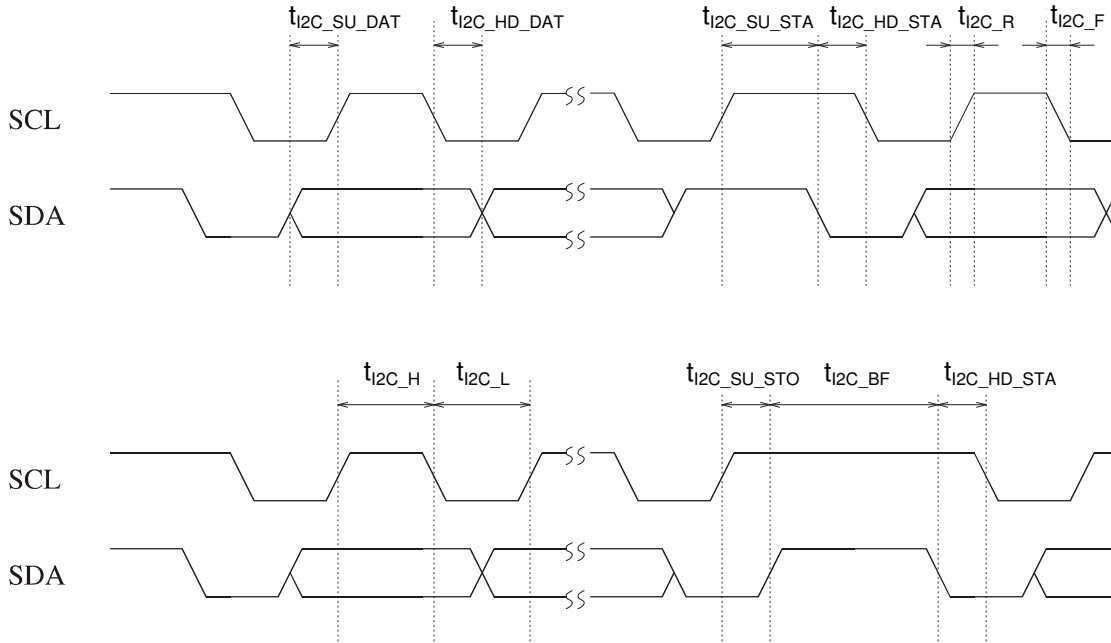 tI2C_SU_DAT tI2C_HD_DAT tI2C_SU_STA tI2C_HD_STA tI2C_R tI2C_F
SCL
SDA
tI2C_H tI2C_L tI2C_SU_STO tI2C_BF tI2C_HD_STA
SCL
SDA